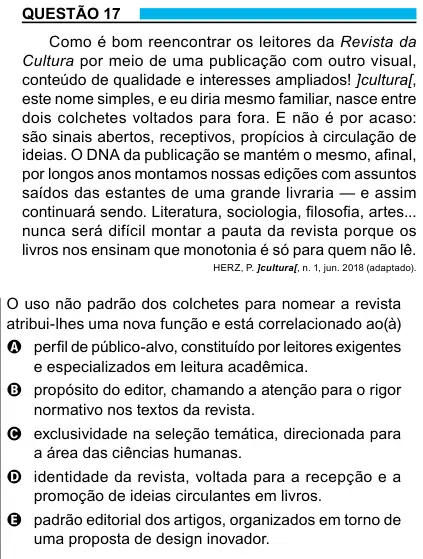 QUESTÃO 17
Como é bom reencontrar os leitores da Revista da
Cultura por meio de uma publicação com outro visual,
conteúdo de qualidade e interesses ampliados! ]cultura[,
este nome simples, e eu diria mesmo familiar, nasce entre
dois colchetes voltados para fora. E não é por acaso:
são sinais abertos, receptivos, propícios à circulação de
ideias. O DNA da publicação se mantém o mesmo, afinal,
por longos anos montamos nossas edições com assuntos
saídos das estantes de uma grande livraria — e assim
continuará sendo. Literatura, sociologia, filosofia, artes...
nunca será difícil montar a pauta da revista porque os
livros nos ensinam que monotonia é só para quem não lê.
HERZ, P. ]cultura[, n. 1, jun. 2018 (adaptado).
O uso não padrão dos colchetes para nomear a revista
atribui-lhes uma nova função e está correlacionado ao(à)
A perfil de público-alvo, constituído por leitores exigentes
e especializados em leitura acadêmica.
B propósito do editor, chamando a atenção para o rigor
normativo nos textos da revista.
C exclusividade na seleção temática, direcionada para
a área das ciências humanas.
D identidade da revista, voltada para a recepção e a
promoção de ideias circulantes em livros.
E padrão editorial dos artigos, organizados em torno de
uma proposta de design inovador.